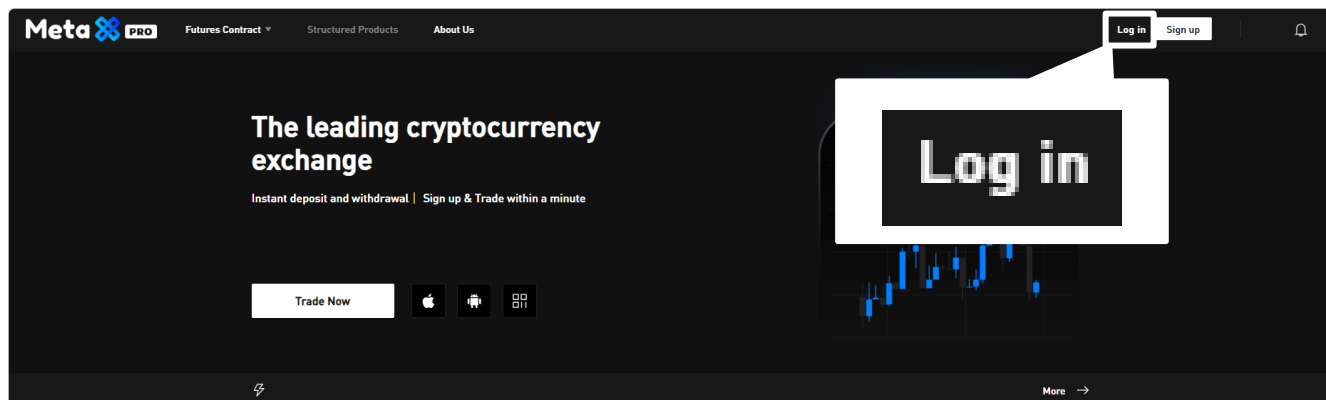 Meta PRO
Futures Contract
Structured Products
About Us
Log in
Sign up
The leading cryptocurrency
exchange
Instant deposit and withdrawal | Sign up & Trade within a minute
Log in
Trade Now
More →